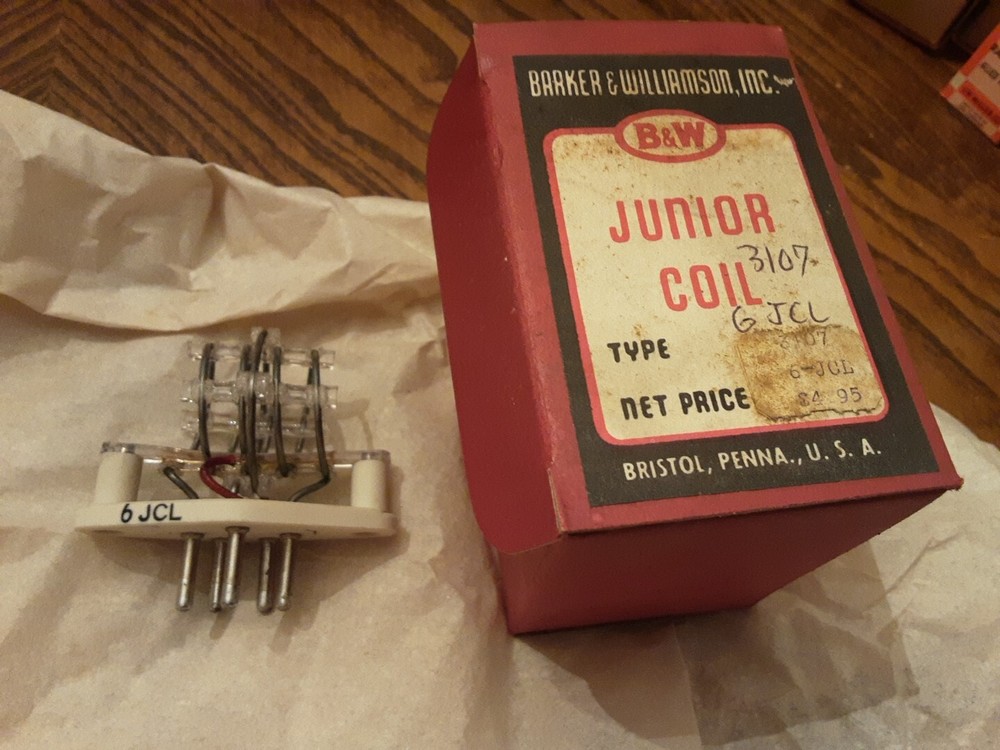 BARKER & WILLIAMSON, INC.
B&W
JUNIOR
COIL
3107
6 JCL
TYPE
3107
6-JCL
NET PRICE
$4.95
BRISTOL, PENNA., U. S. A.
6 JCL